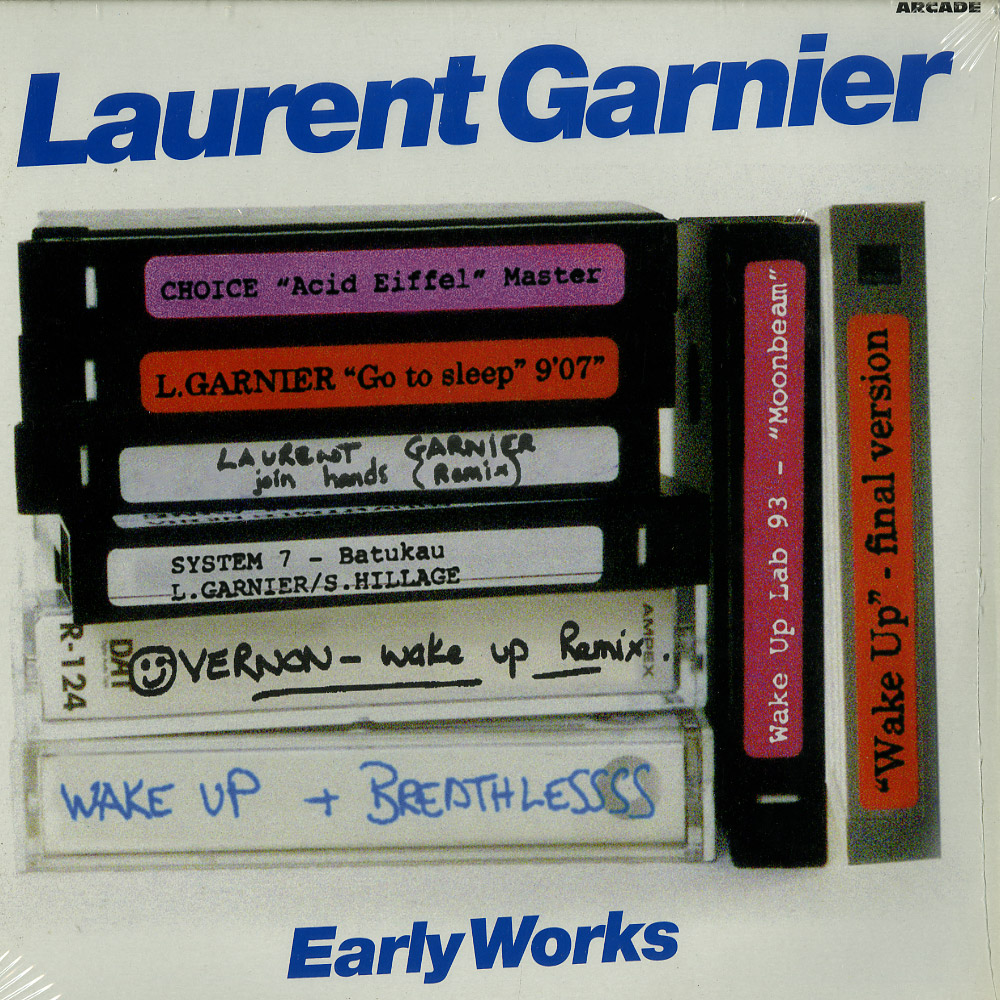 ARCADE
Laurent Garnier
CHOICE “Acid Eiffel” Master
L.GARNIER “Go to sleep” 9'07”
LAURENT GARNIER
join hands (Remix)
SYSTEM 7 - Batukau
L.GARNIER/S.HILLAGE
R-124
DAT
VERNON - wake up Remix.
AMPEX
WAKE UP + BREATHLESSSS
Wake Up Lab 93 - “Moonbeam”
“Wake Up” - final version
Early Works